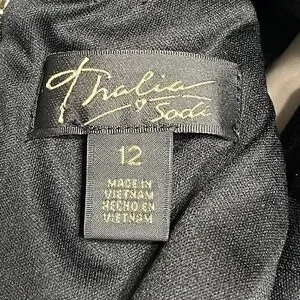 Thalia
Sodi
12
MADE IN
VIETNAM
HECHO EN
VIETNAM